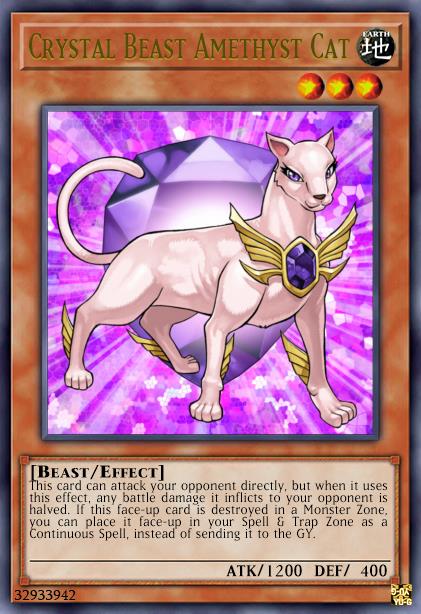 Crystal Beast Amethyst Cat
EARTH
地
[Beast/Effect]
This card can attack your opponent directly, but when it uses
this effect, any battle damage it inflicts to your opponent is
halved. If this face-up card is destroyed in a Monster Zone,
you can place it face-up in your Spell & Trap Zone as a
Continuous Spell, instead of sending it to the GY.
ATK/1200 DEF/ 400
32933942